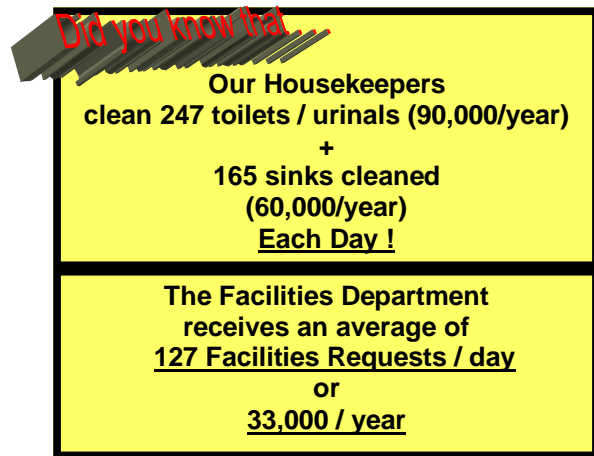 Did you know that . . .
Our Housekeepers
clean 247 toilets / urinals (90,000/year)
+
165 sinks cleaned
(60,000/year)
Each Day !
The Facilities Department
receives an average of
127 Facilities Requests / day
or
33,000 / year